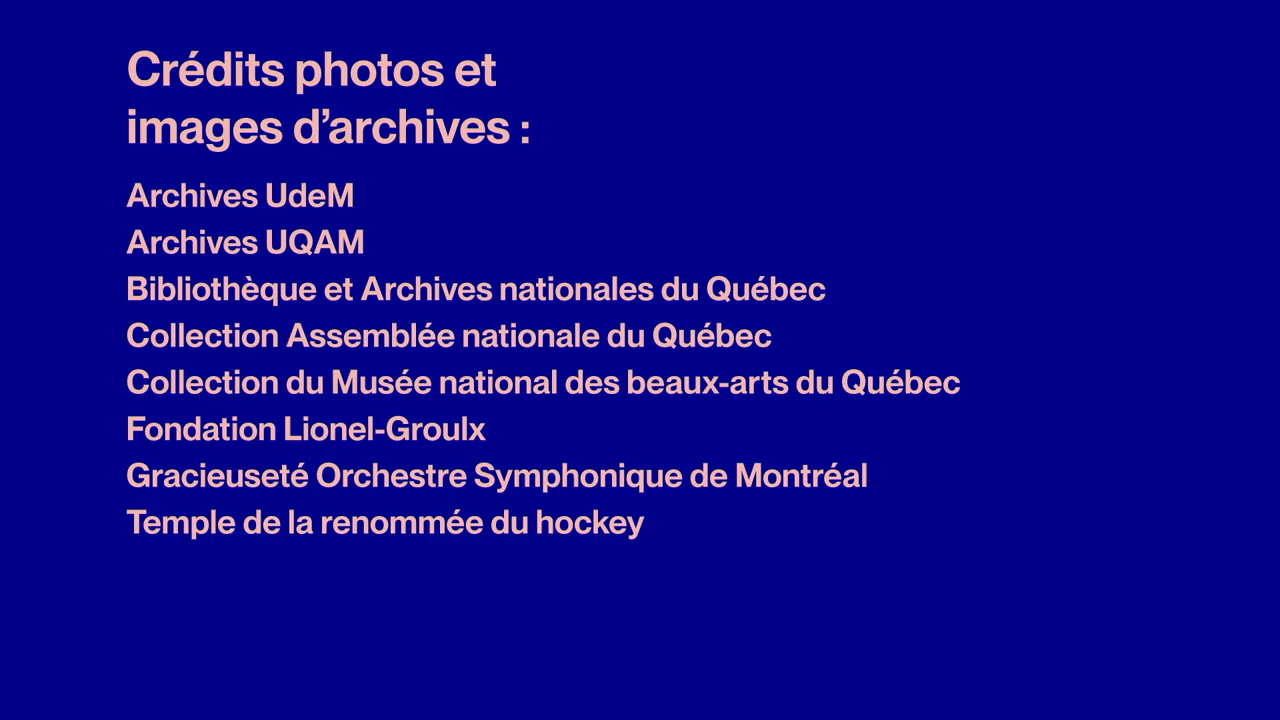 Crédits photos et
images d’archives :
Archives UdeM
Archives UQAM
Bibliothèque et Archives nationales du Québec
Collection Assemblée nationale du Québec
Collection du Musée national des beaux-arts du Québec
Fondation Lionel-Groulx
Gracieuseté Orchestre Symphonique de Montréal
Temple de la renommée du hockey